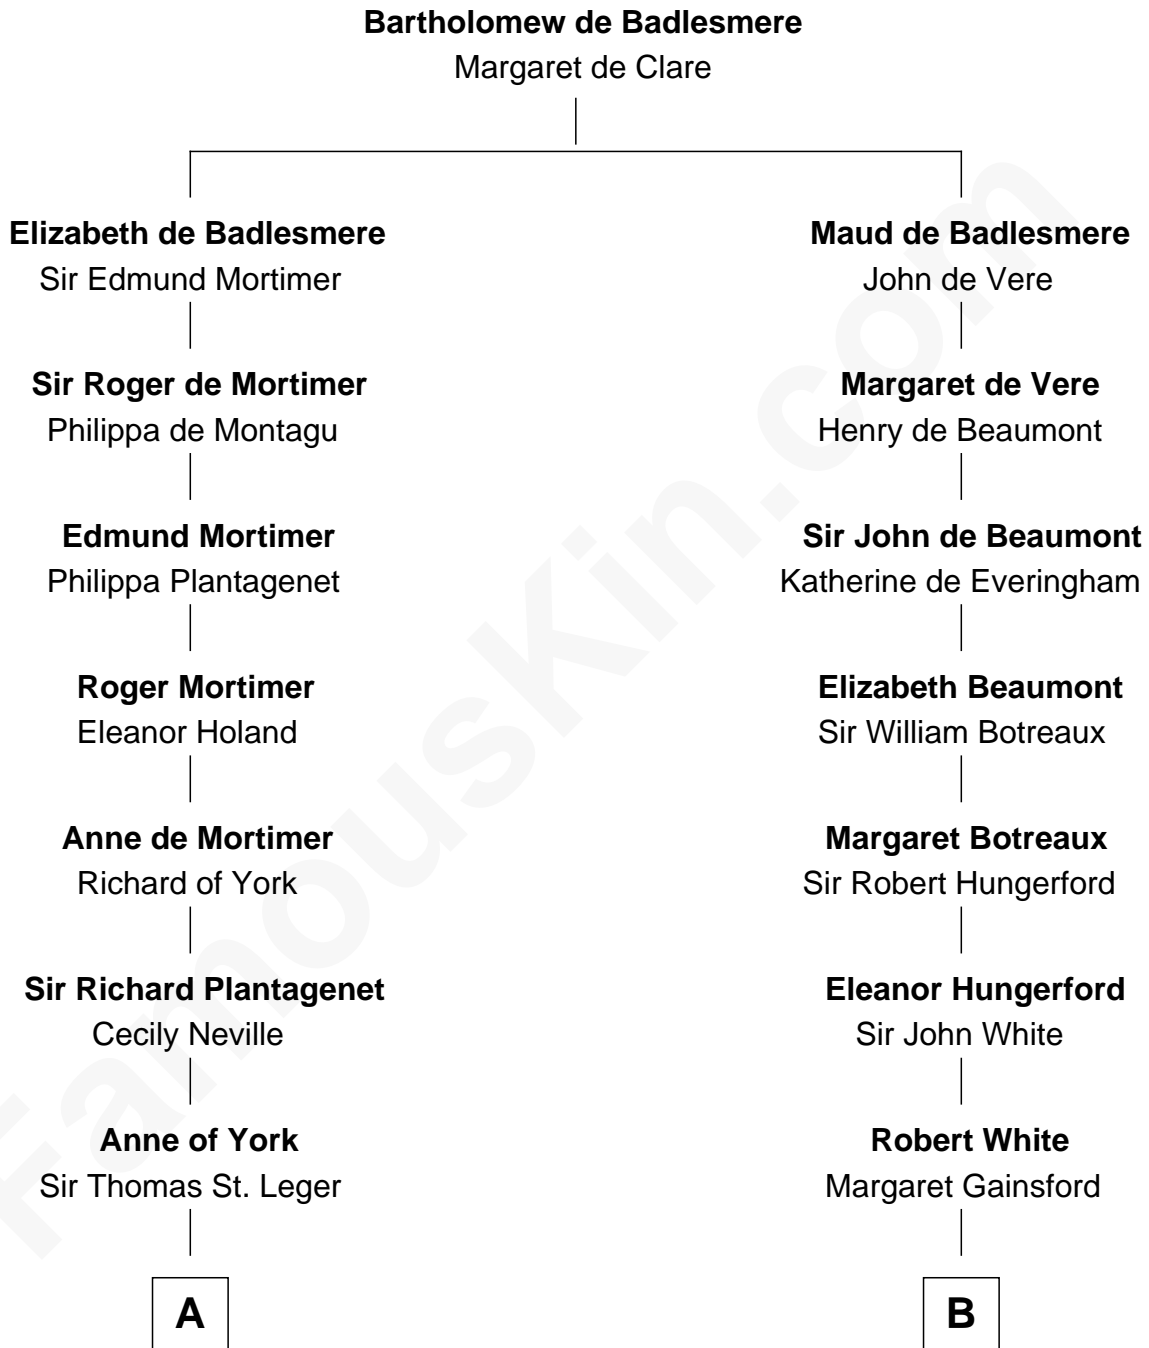 Bartholomew de Badlesmere
Margaret de Clare
Elizabeth de Badlesmere
Sir Edmund Mortimer
Maud de Badlesmere
John de Vere
Sir Roger de Mortimer
Philippa de Montagu
Margaret de Vere
Henry de Beaumont
Edmund Mortimer
Philippa Plantagenet
Sir John de Beaumont
Katherine de Everingham
Roger Mortimer
Eleanor Holand
Elizabeth Beaumont
Sir William Botreaux
Anne de Mortimer
Richard of York
Margaret Botreaux
Sir Robert Hungerford
Sir Richard Plantagenet
Cecily Neville
Eleanor Hungerford
Sir John White
Anne of York
Sir Thomas St. Leger
Robert White
Margaret Gainsford
A
B
FamousKin.com